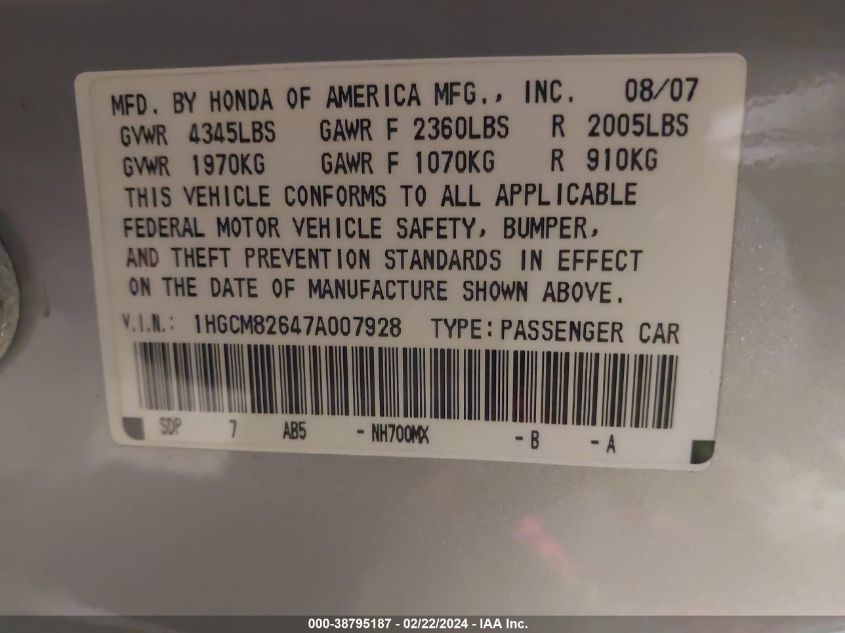 MFD. BY HONDA OF AMERICA MFG., INC. 08/07
GVWR 4345LBS GAWR F 2360LBS R 2005LBS
GVWR 1970KG GAWR F 1070KG R 910KG
THIS VEHICLE CONFORMS TO ALL APPLICABLE
FEDERAL MOTOR VEHICLE SAFETY, BUMPER,
AND THEFT PREVENTION STANDARDS IN EFFECT
ON THE DATE OF MANUFACTURE SHOWN ABOVE.
V.I.N.: 1HGCM82647A007928 TYPE: PASSENGER CAR
SDP 7 AB5 - NH700MX - B - A
000-38795187 - 02/22/2024 - IAA Inc.